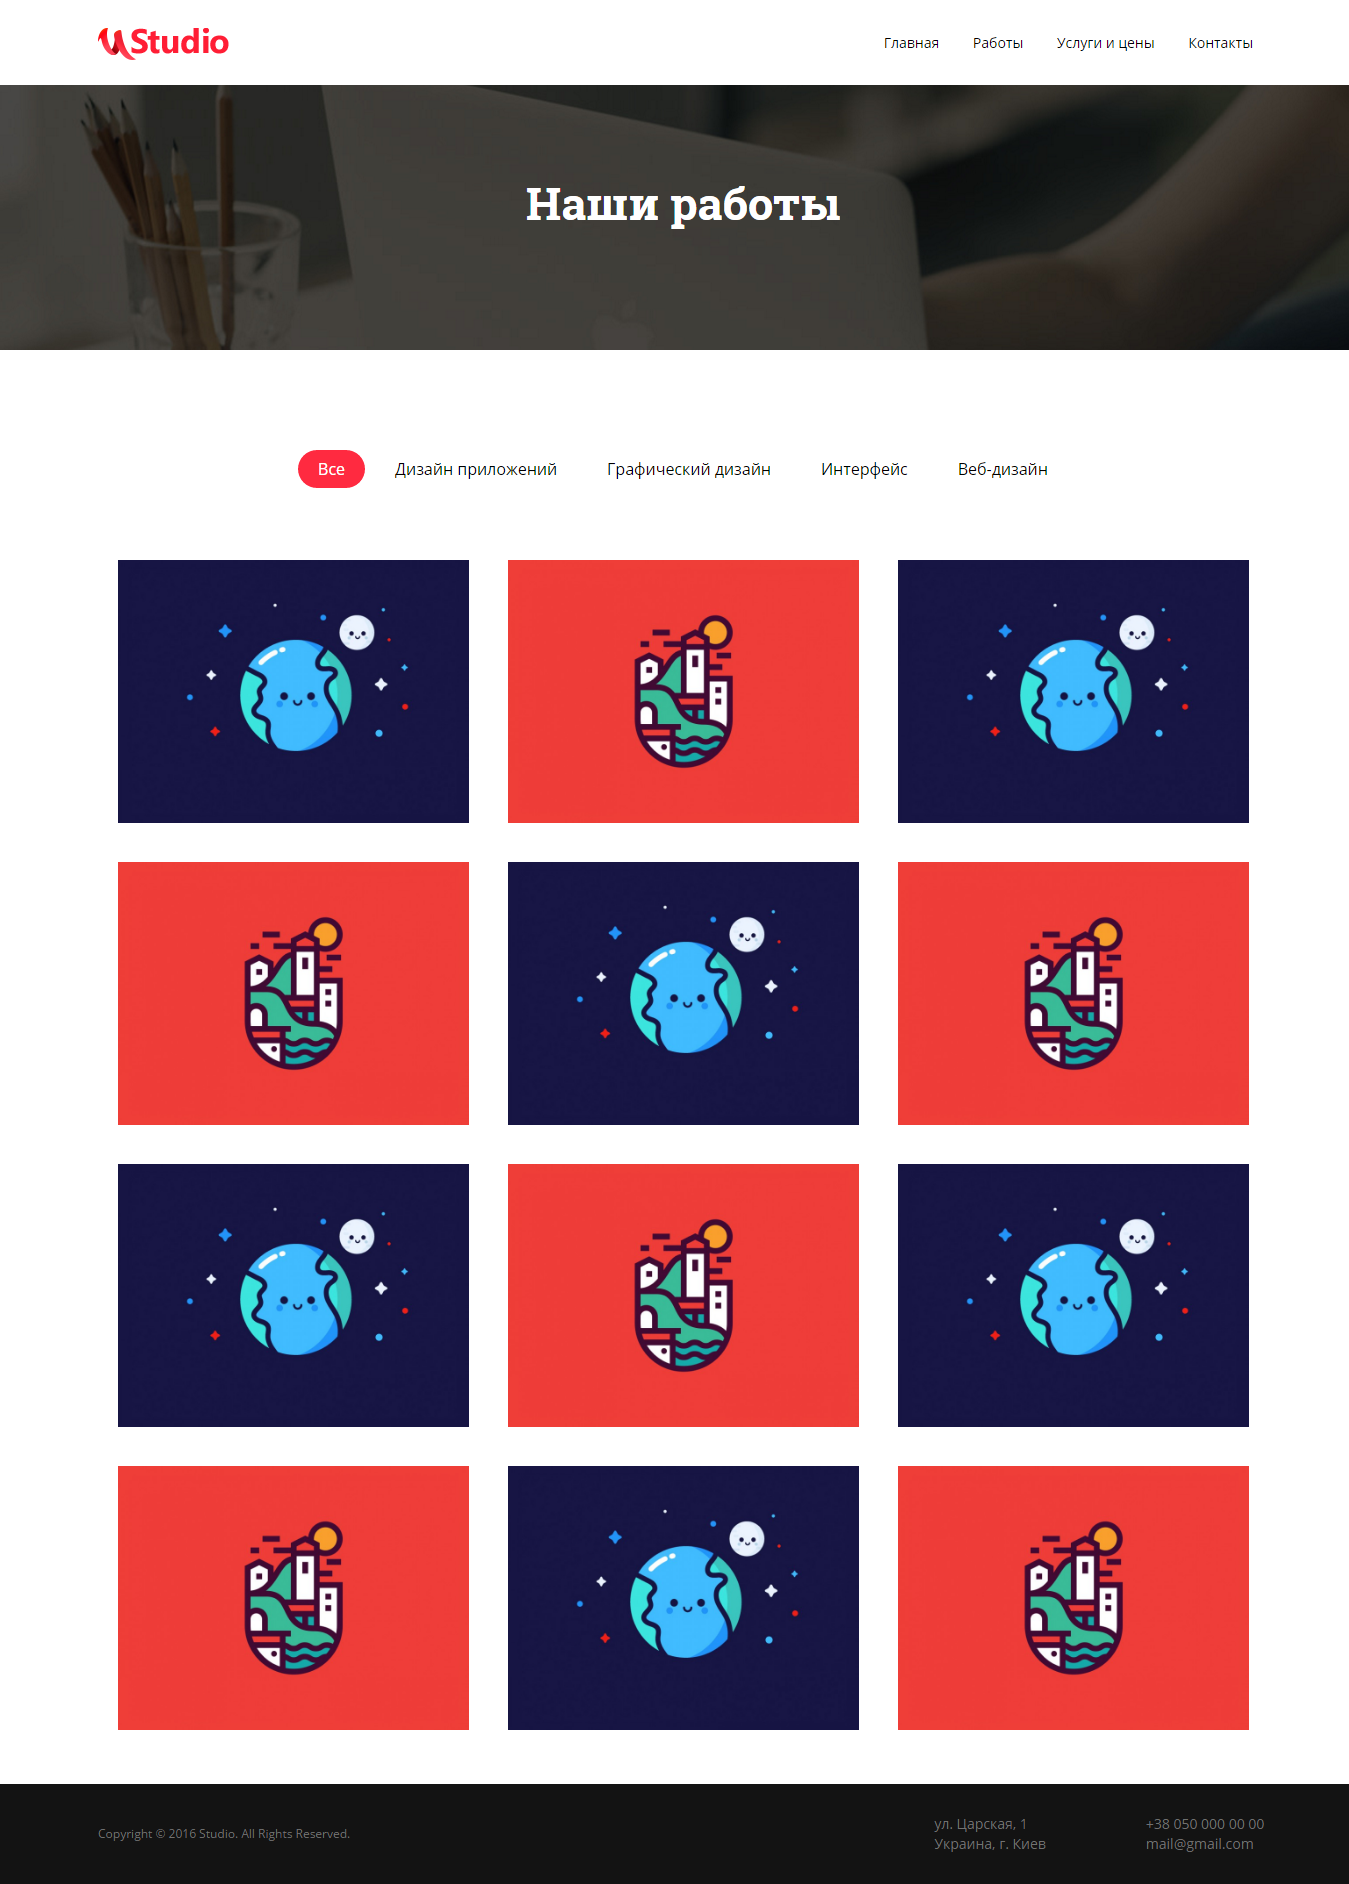 Studio
Главная Работы Услуги и цены Контакты
Наши работы
Все Дизайн приложений Графический дизайн Интерфейс Веб-дизайн
Copyright © 2016 Studio. All Rights Reserved.
ул. Царская, 1
Украина, г. Киев
+38 050 000 00 00
mail@gmail.com